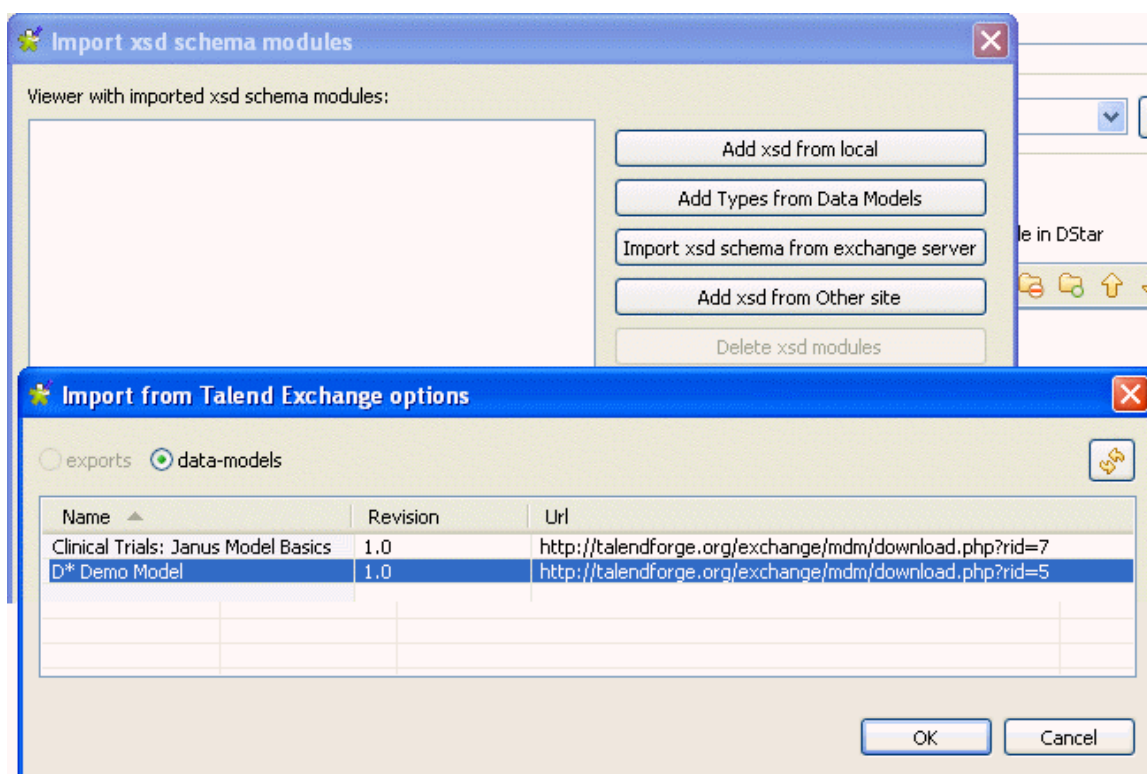 Import xsd schema modules
Viewer with imported xsd schema modules:
Add xsd from local
Add Types from Data Models
Import xsd schema from exchange server
Add xsd from Other site
Delete xsd modules
le in DStar
Import from Talend Exchange options
exports data-models
Name Revision Url
Clinical Trials: Janus Model Basics 1.0 http://talendforge.org/exchange/mdm/download.php?rid=7
D* Demo Model 1.0 http://talendforge.org/exchange/mdm/download.php?rid=5
OK Cancel